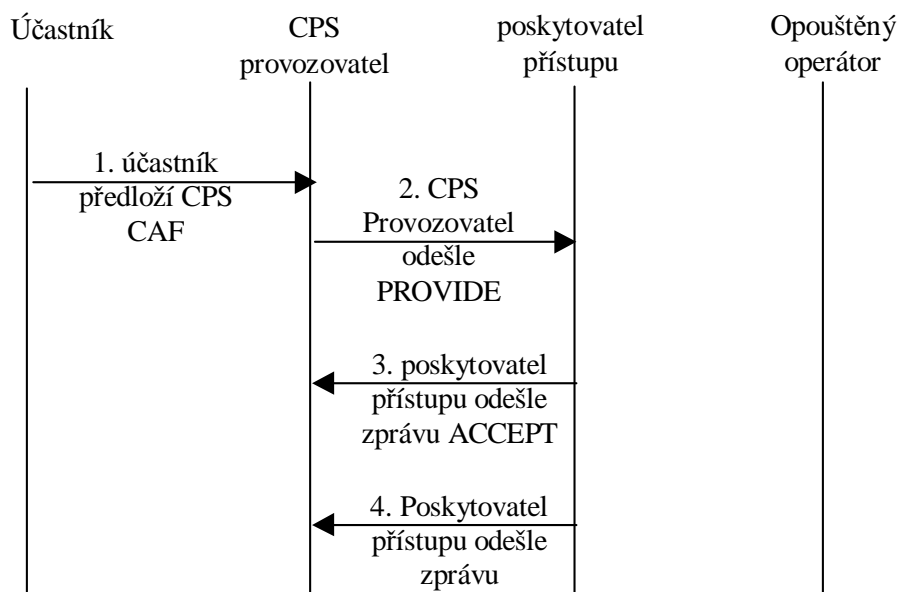 Účastník
CPS
provozovatel
poskytovatel
přístupu
Opouštěný
operátor
1. účastník
předloží CPS
CAF
2. CPS
Provozovatel
odešle
PROVIDE
3. poskytovatel
přístupu odešle
zprávu ACCEPT
4. Poskytovatel
přístupu odešle
zprávu